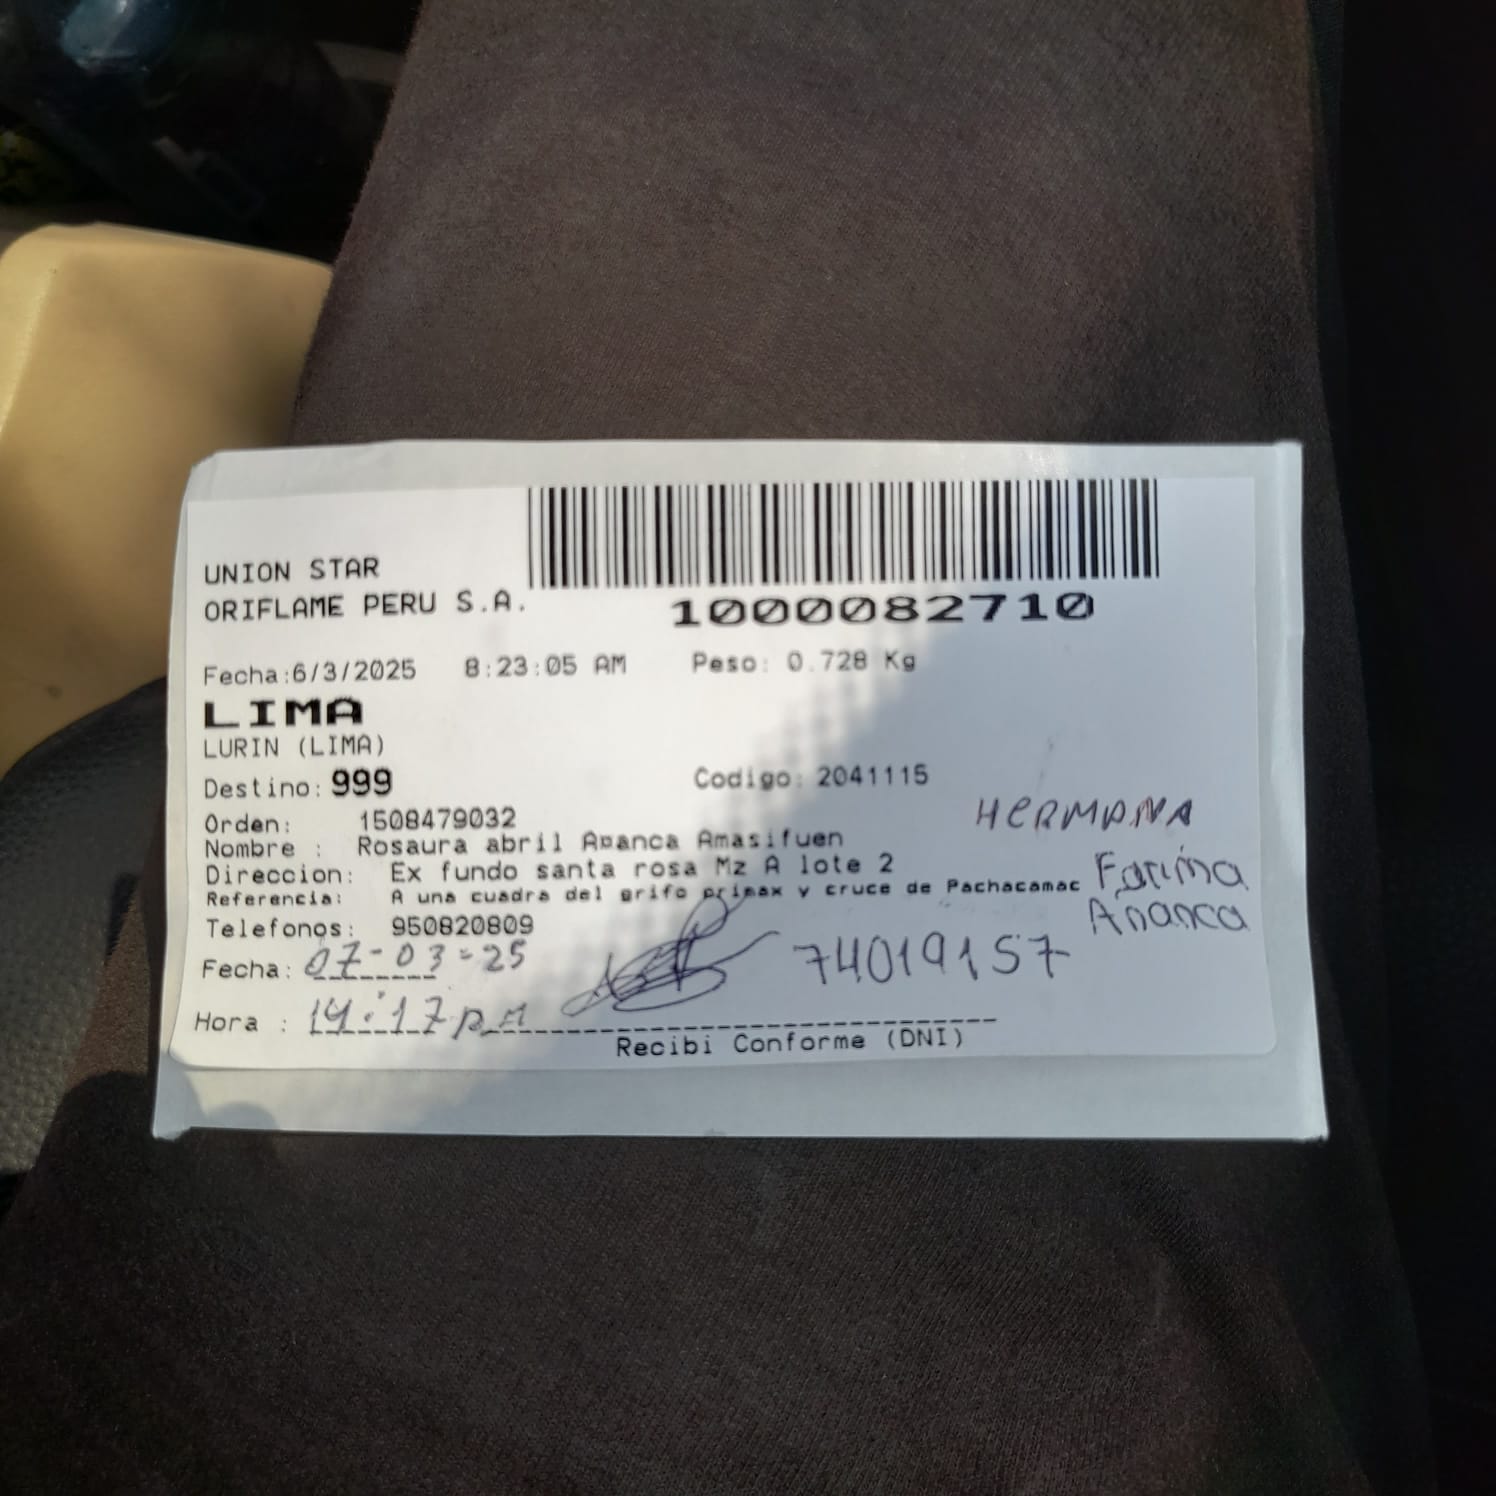 UNION STAR
ORIFLAME PERU S.A.
1000082710
Fecha:6/3/2025 8:23:05 AM Peso: 0.728 Kg
LIMA
LURIN (LIMA)
Destino: 999 Codigo: 2041115
Orden: 1508479032
HERMANA
Nombre : Rosaura abril Amasifuen
Direccion: Ex fundo santa rosa Mz A lote 2
Referencia: A una cuadra del grifo primax y cruce de Pachacamac
Farina
Ananca
Telefonos: 950820809
Fecha: 07-03-25 74019157
Hora : 14:17 pm
Recibi Conforme (DNI)